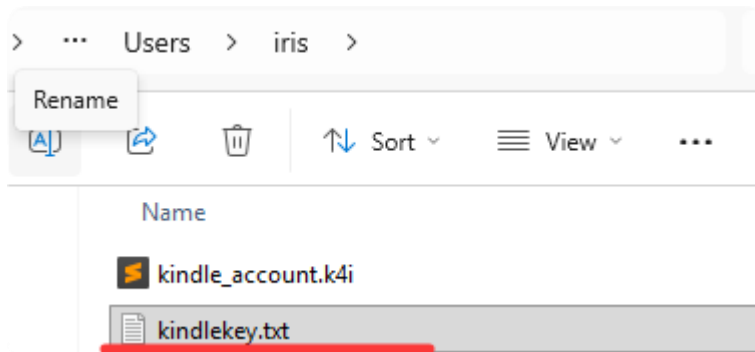 > ... Users > iris >
Rename
A Sort View ...
Name
kindle_account.k4i
kindlekey.txt